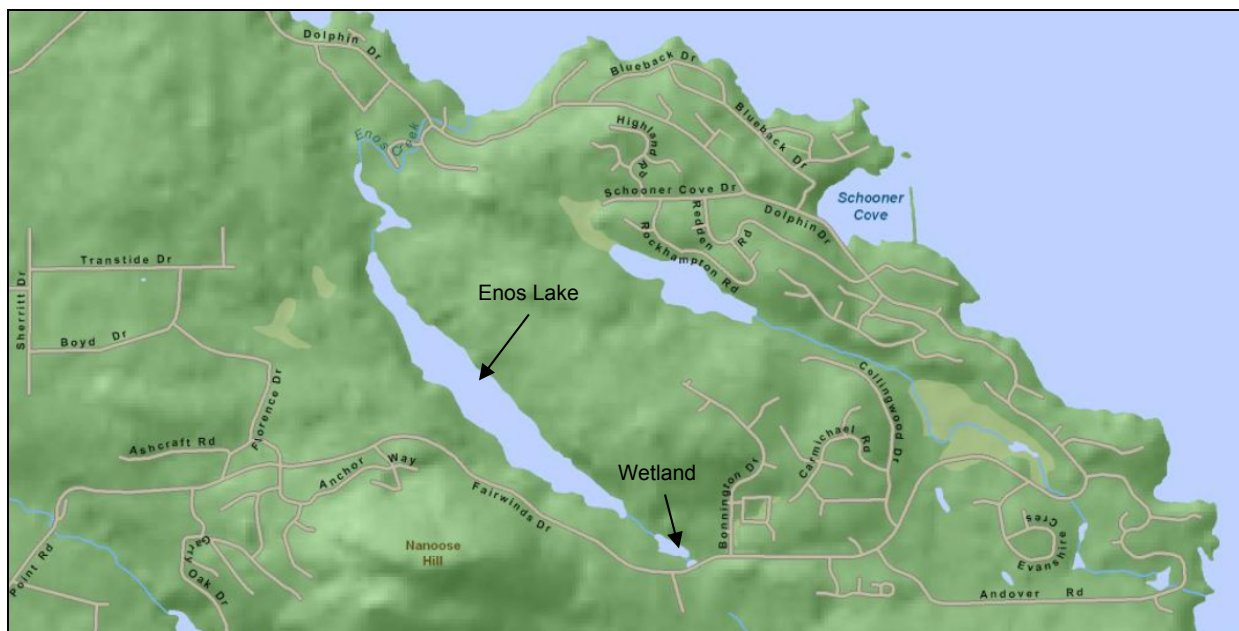 Dolphin Dr
Blueback Dr
Blueback Dr
Enos Creek
Highland Rd
Schooner Cove Dr
Schooner
Cove
Dolphin Dr
Redden Rd
Rockhampton Rd
Transtide Dr
Sherritt Dr
Boyd Dr
Enos Lake
Florence Dr
Collingwood Dr
Ashcraft Rd
Anchor Way
Carmichael Rd
Wetland
Bonnington Dr
Fairwinds Dr
Nanoose
Hill
Garry Oak Dr
Point Rd
Evanshire Cres
Andover Rd